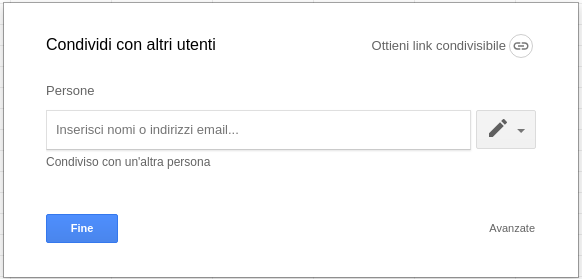 Condividi con altri utenti
Ottieni link condivisibile
Persone
Inserisci nomi o indirizzi email...
Condiviso con un'altra persona
Fine
Avanzate